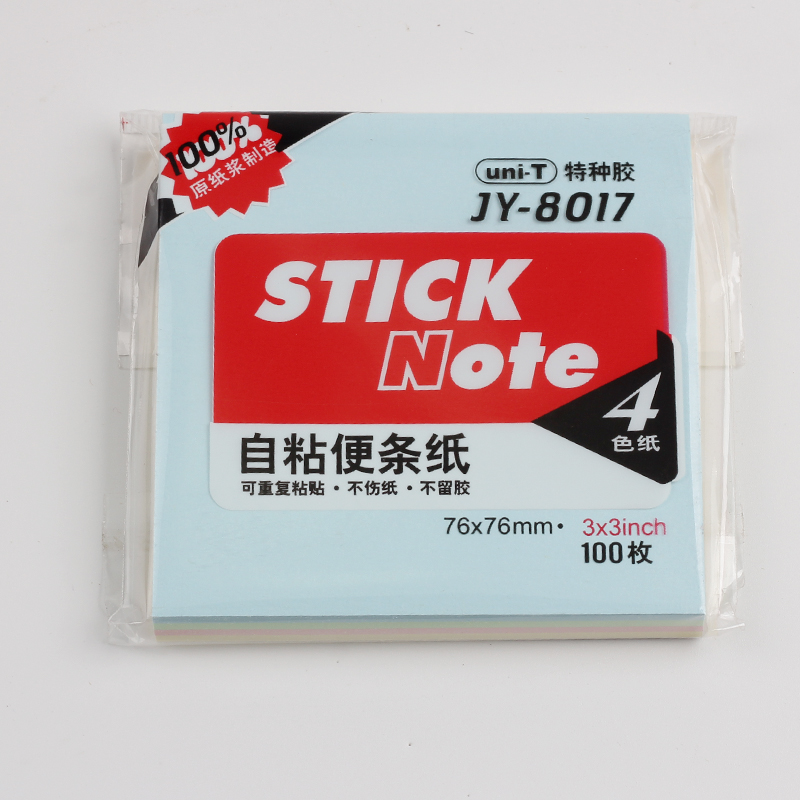 100%
原纸浆制造
uni-T 特种胶
JY-8017
STICK
Note
4
色纸
自粘便条纸
可重复粘贴・不伤纸・不留胶
76x76mm・ 3x3inch
100枚